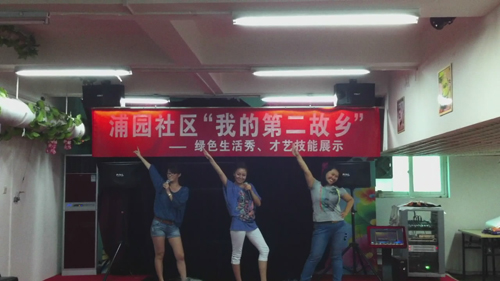 浦园社区“我的第二故乡”
—— 绿色生活秀、才艺技能展示